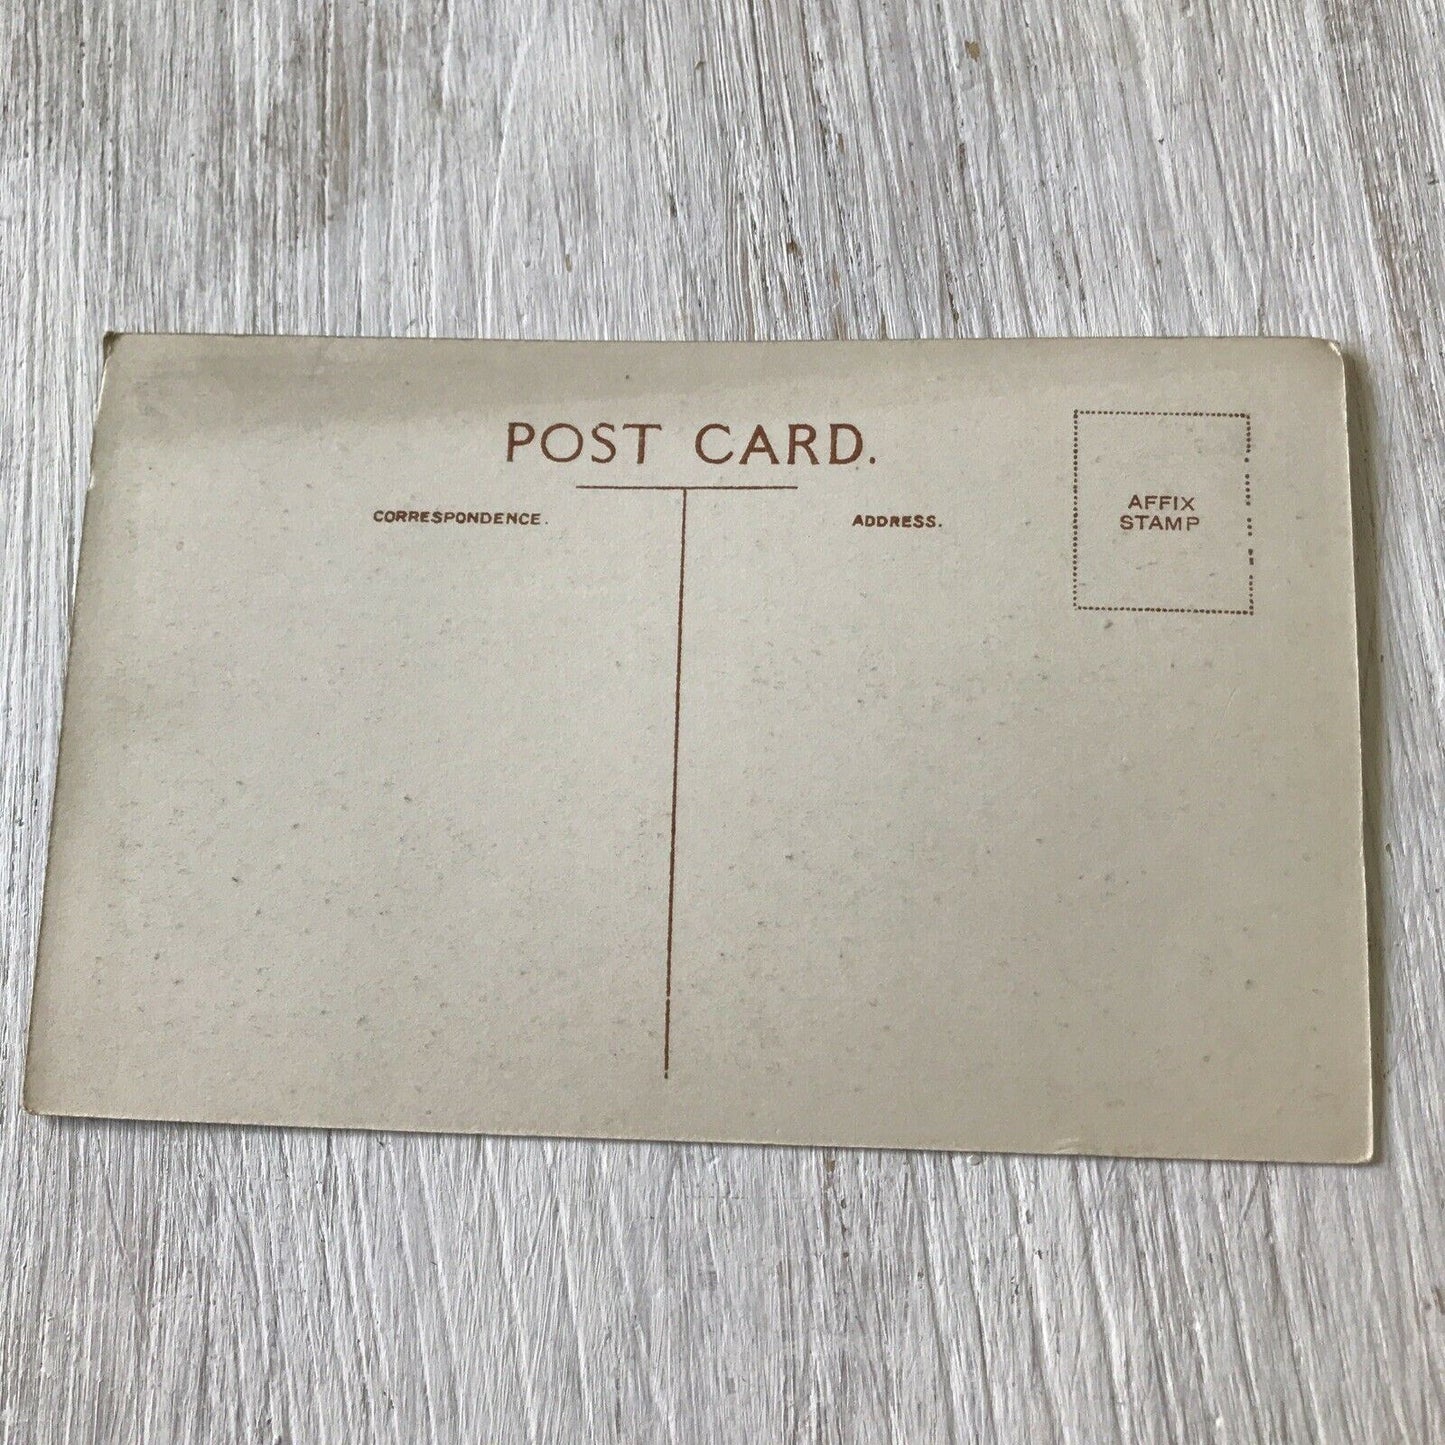 POST CARD.
CORRESPONDENCE.
ADDRESS.
AFFIX
STAMP